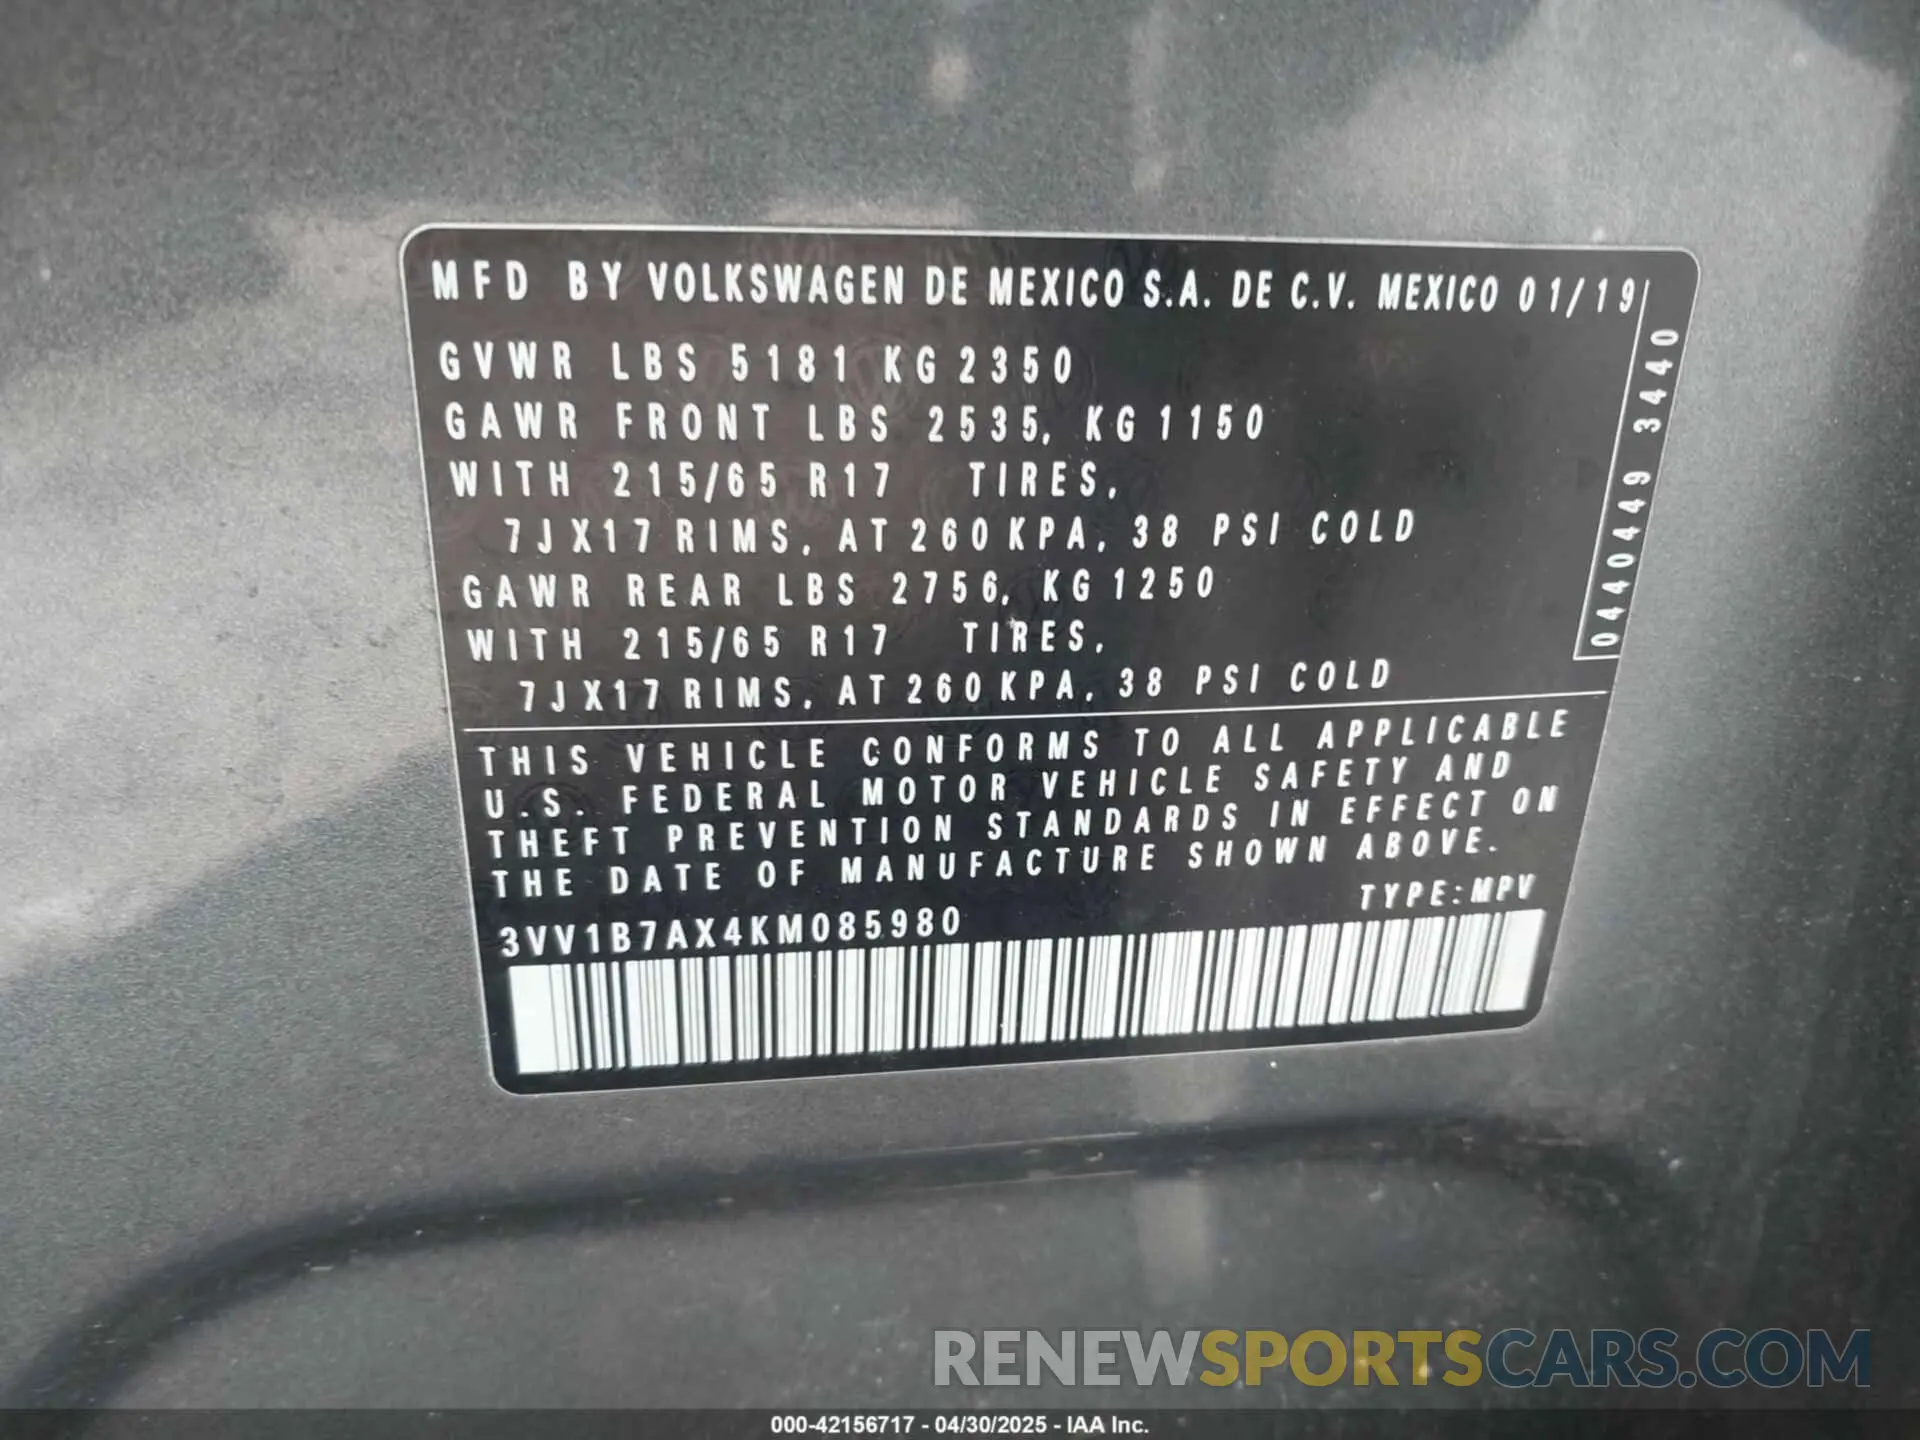 MFD BY VOLKSWAGEN DE MEXICO S.A. DE C.V. MEXICO 01/19
GVWR LBS 5181 KG 2350
GAWR FRONT LBS 2535, KG 1150
WITH 215/65 R17 TIRES,
7JX17 RIMS, AT 260 KPA, 38 PSI COLD
GAWR REAR LBS 2756, KG 1250
WITH 215/65 R17 TIRES,
7JX17 RIMS, AT 260 KPA, 38 PSI COLD
0440449 3440
THIS VEHICLE CONFORMS TO ALL APPLICABLE
U.S. FEDERAL MOTOR VEHICLE SAFETY AND
THEFT PREVENTION STANDARDS IN EFFECT ON
THE DATE OF MANUFACTURE SHOWN ABOVE.
TYPE:MPV
3VV1B7AX4KM085980
RENEWSPORTSCARS.COM
000-42156717 - 04/30/2025 - IAA Inc.